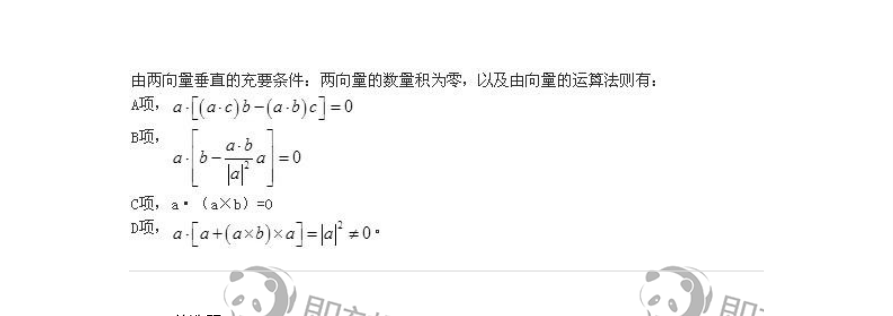 由两向量垂直的充要条件：两向量的数量积为零，以及由向量的运算法则有：
A项，a·[(a·c)b−(a·b)c]=0
B项，a·[b−\frac{a·b}{|a|^2}a]=0
C项，a·（a×b）=0
D项，a·[a+(a×b)×a]=|a|^2≠0。